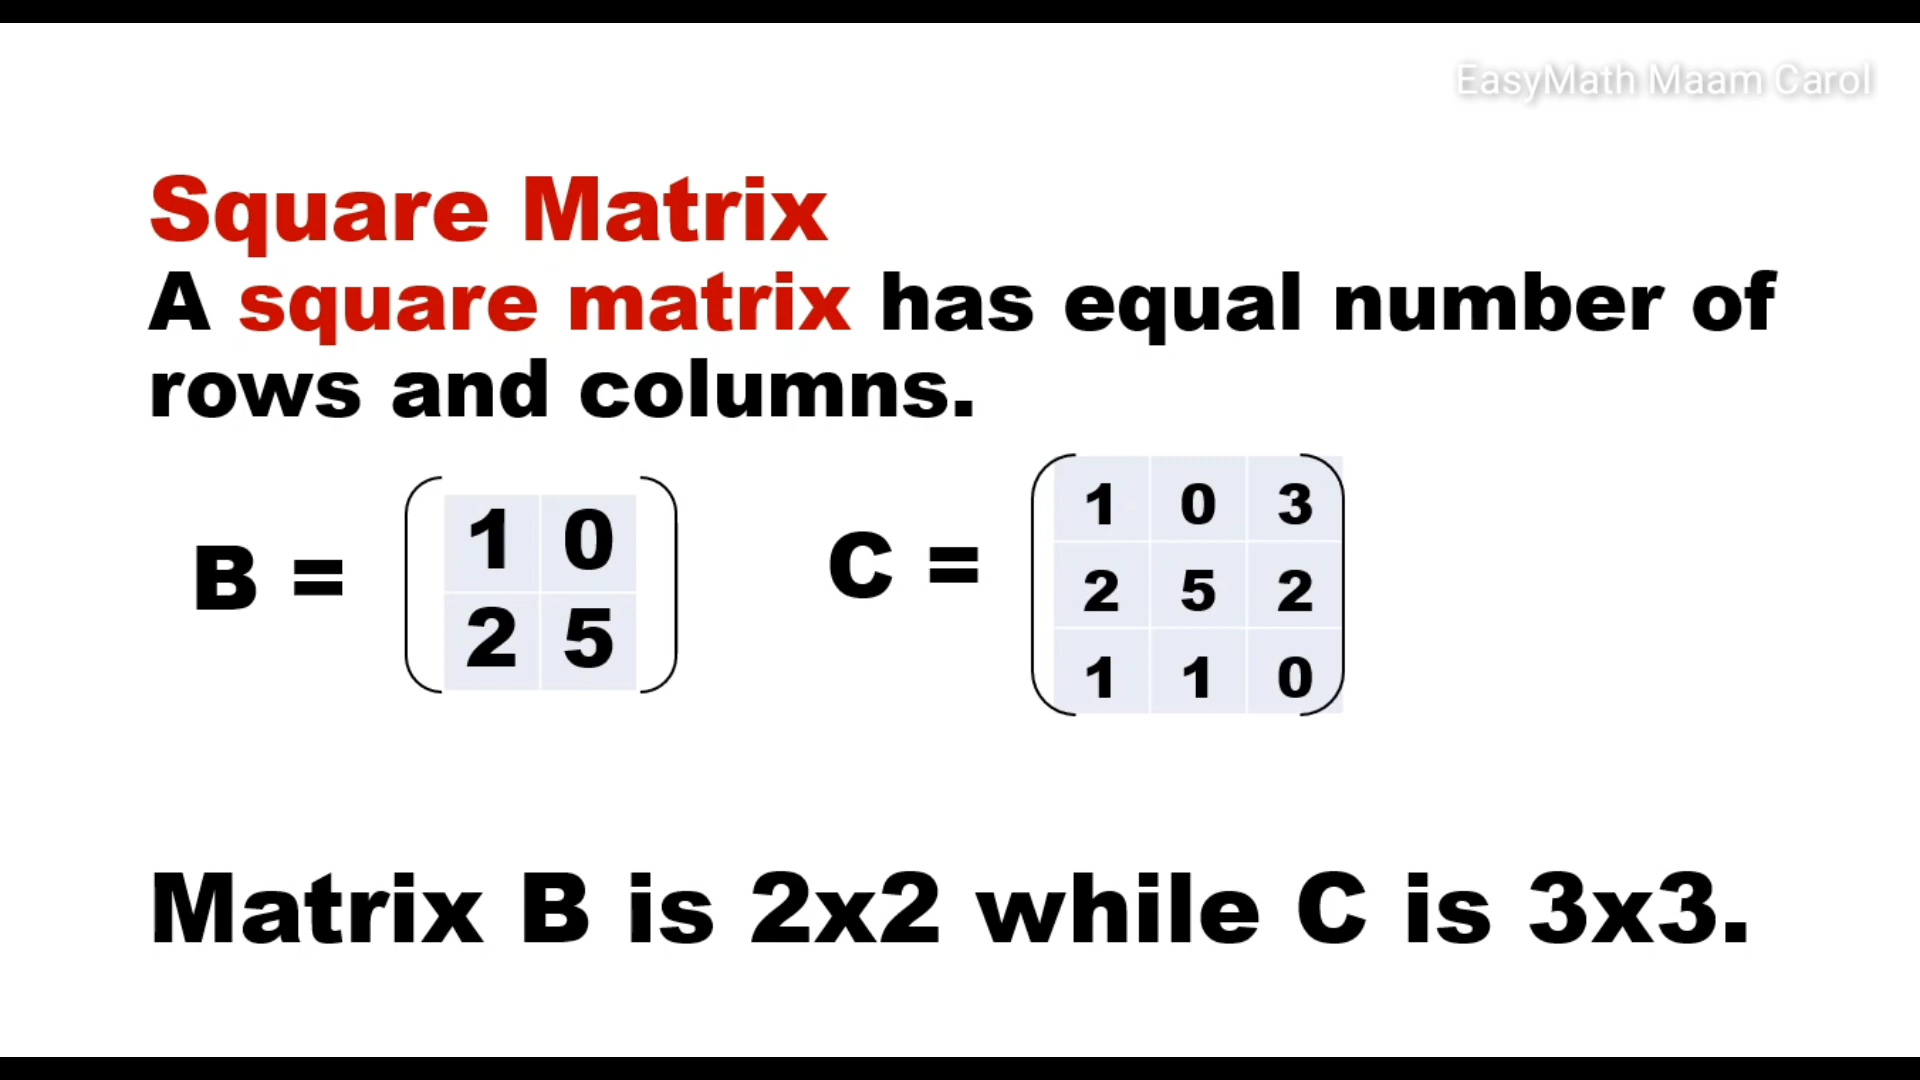 EasyMath Maam Carol
Square Matrix
A square matrix has equal number of
rows and columns.
B = 1 0
2 5
C = 1 0 3
2 5 2
1 1 0
Matrix B is 2x2 while C is 3x3.